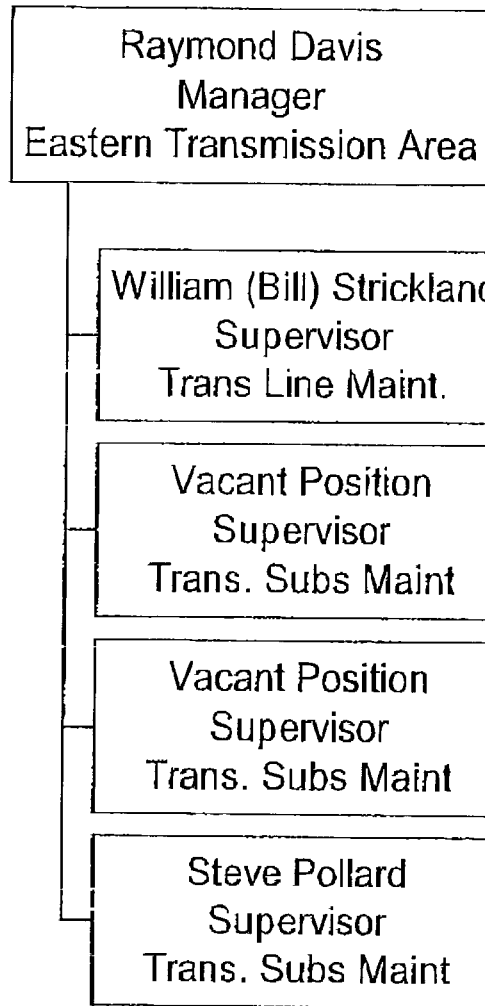 Raymond Davis
Manager
Eastern Transmission Area
William (Bill) Strickland
Supervisor
Trans Line Maint.
Vacant Position
Supervisor
Trans. Subs Maint
Vacant Position
Supervisor
Trans. Subs Maint
Steve Pollard
Supervisor
Trans. Subs Maint